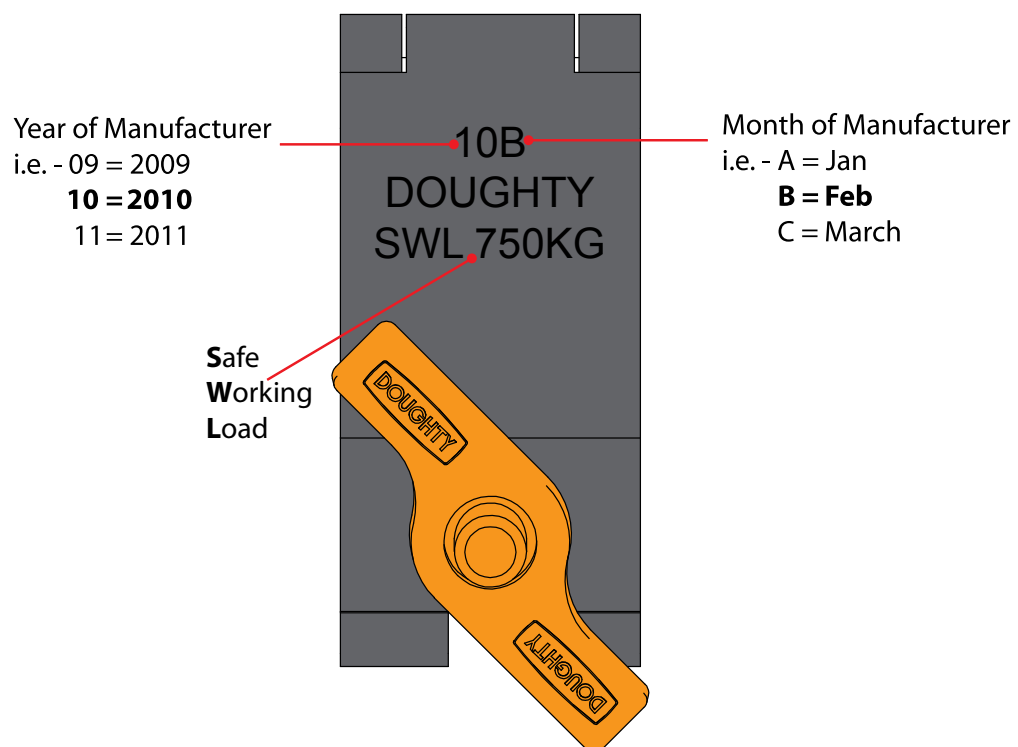 Year of Manufacturer
i.e. - 09 = 2009
10 = 2010
11 = 2011
10B
DOUGHTY
SWL 750KG
Month of Manufacturer
i.e. - A = Jan
B = Feb
C = March
Safe
Working
Load
DOUGHTY
DOUGHTY